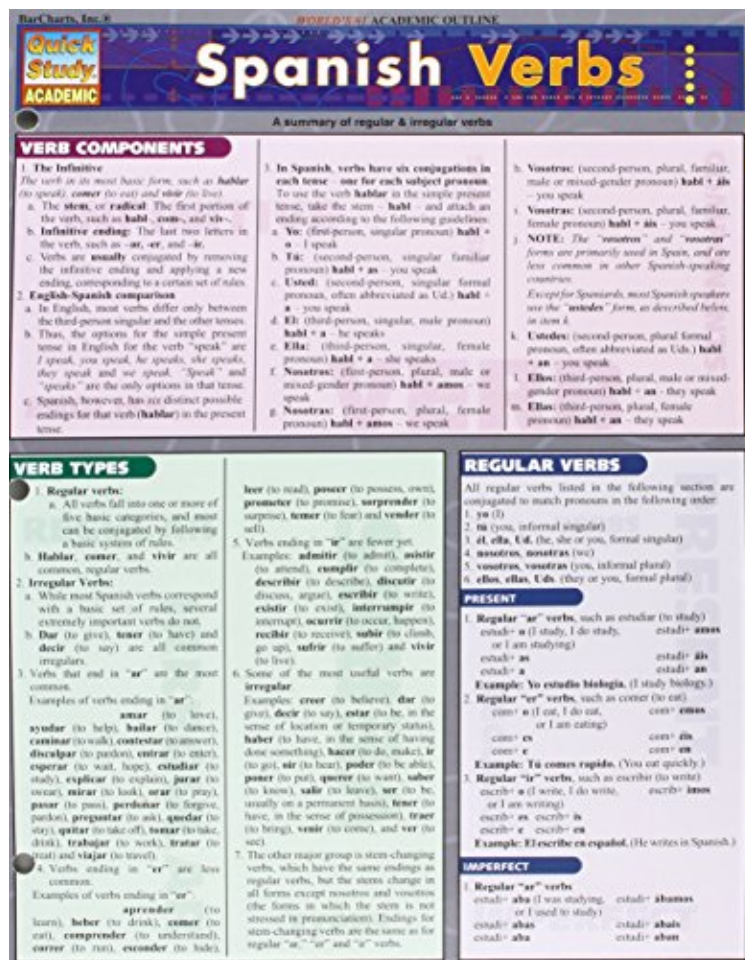 BarCharts, Inc.®
WORLD'S #1 ACADEMIC OUTLINE
Quick
Study.
ACADEMIC
Spanish Verbs
A summary of regular & irregular verbs
VERB COMPONENTS
1. The Infinitive
The verb in its most basic form, such as hablar
(to speak), comer (to eat) and vivir (to live).
a. The stem, or radical: The first portion of
the verb, such as habl-, com-, and viv-.
b. Infinitive ending: The last two letters in
the verb, such as –ar, -er, and –ir.
c. Verbs are usually conjugated by removing
the infinitive ending and applying a new
ending, corresponding to a certain set of rules.
2. English-Spanish comparison
a. In English, most verbs differ only between
the third-person singular and the other tenses.
b. Thus, the options for the simple present
tense in English for the verb "speak" are
I speak, you speak, he speaks, she speaks,
they speak and we speak. "Speak" and
"speaks" are the only options in that tense.
c. Spanish, however, has six distinct possible
endings for that verb (hablar) in the present
tense.
3. In Spanish, verbs have six conjugations in
each tense – one for each subject pronoun.
To use the verb hablar in the simple present
tense, take the stem – habl – and attach an
ending according to the following guidelines:
a. Yo: (first-person, singular pronoun) habl +
o – I speak
b. Tú: (second-person, singular familiar
pronoun) habl + as – you speak
c. Usted: (second-person, singular formal
pronoun, often abbreviated as Ud.) habl +
a – you speak
d. El: (third-person, singular, male pronoun)
habl + a – he speaks
e. Ella: (third-person, singular, female
pronoun) habl + a – she speaks
f. Nosotros: (first-person, plural, male or
mixed-gender pronoun) habl + amos – we
speak
g. Nosotras: (first-person, plural, female
pronoun) habl + amos – we speak
h. Vosotros: (second-person, plural, familiar,
male or mixed-gender pronoun) habl + áis
– you speak
i. Vosotras: (second-person, plural, familiar,
female pronoun) habl + áis – you speak
j. NOTE: The "vosotros" and "vosotras"
forms are primarily used in Spain, and are
less common in other Spanish-speaking
countries.
Except for Spaniards, most Spanish speakers
use the "ustedes" form, as described below,
in item k.
k. Ustedes: (second-person, plural formal
pronoun, often abbreviated as Uds.) habl
+ an – you speak
l. Ellos: (third-person, plural, male or mixed-
gender pronoun) habl + an - they speak
m. Ellas: (third-person, plural, female
pronoun) habl + an – they speak
VERB TYPES
1. Regular verbs:
a. All verbs fall into one or more of
five basic categories, and most
can be conjugated by following
a basic system of rules.
b. Hablar, comer, and vivir are all
common, regular verbs.
2. Irregular Verbs:
a. While most Spanish verbs correspond
with a basic set of rules, several
extremely important verbs do not.
b. Dar (to give), tener (to have) and
decir (to say) are all common
irregulars.
3. Verbs that end in "ar" are the most
common.
Examples of verbs ending in "ar":
amar (to love),
ayudar (to help), bailar (to dance),
caminar (to walk), contestar (to answer),
disculpar (to pardon), entrar (to enter),
esperar (to wait, hope), estudiar (to
study), explicar (to explain), jurar (to
swear), mirar (to look), orar (to pray),
pasar (to pass), perdonar (to forgive,
pardon), preguntar (to ask), quedar (to
stay), quitar (to take off), tomar (to take,
drink), trabajar (to work), tratar (to
treat) and viajar (to travel).
4. Verbs ending in "er" are less
common.
Examples of verbs ending in "er":
aprender (to
learn), beber (to drink), comer (to
eat), comprender (to understand),
correr (to run), esconder (to hide),
leer (to read), poseer (to possess, own),
prometer (to promise), sorprender (to
surprise), temer (to fear) and vender (to
sell).
5. Verbs ending in "ir" are fewer yet.
Examples: admitir (to admit), asistir
(to attend), cumplir (to complete),
describir (to describe), discutir (to
discuss, argue), escribir (to write),
existir (to exist), interrumpir (to
interrupt), ocurrir (to occur, happen),
recibir (to receive), subir (to climb,
go up), sufrir (to suffer) and vivir
(to live).
6. Some of the most useful verbs are
irregular
Examples: creer (to believe), dar (to
give), decir (to say), estar (to be, in the
sense of location or temporary status),
haber (to have, in the sense of having
done something), hacer (to do, make), ir
(to go), oír (to hear), poder (to be able),
poner (to put), querer (to want), saber
(to know), salir (to leave), ser (to be,
usually on a permanent basis), tener (to
have, in the sense of possession), traer
(to bring), venir (to come), and ver (to
see).
7. The other major group is stem-changing
verbs, which have the same endings as
regular verbs, but the stems change in
all forms except nosotros and vosotros
(the forms in which the stem is not
stressed in pronunciation). Endings for
stem-changing verbs are the same as for
regular "ar," "er" and "ir" verbs.
REGULAR VERBS
All regular verbs listed in the following section are
conjugated to match pronouns in the following order:
1. yo (I)
2. tú (you, informal singular)
3. él, ella, Ud. (he, she or you, formal singular)
4. nosotros, nosotras (we)
5. vosotros, vosotras (you, informal plural)
6. ellos, ellas, Uds. (they or you, formal plural)
PRESENT
1. Regular "ar" verbs, such as estudiar (to study)
estudi+ o (I study, I do study, estudi+ amos
or I am studying)
estudi+ as estudi+ áis
estudi+ a estudi+ an
Example: Yo estudio biología. (I study biology.)
2. Regular "er" verbs, such as comer (to eat)
com+ o (I eat, I do eat, com+ emos
or I am eating)
com+ es com+ éis
com+ e com+ en
Example: Tú comes rapido. (You eat quickly.)
3. Regular "ir" verbs, such as escribir (to write)
escrib+ o (I write, I do write, escrib+ imos
or I am writing)
escrib+ es escrib+ ís
escrib+ e escrib+ en
Example: El escribe en español. (He writes in Spanish.)
IMPERFECT
1. Regular "ar" verbs
estudi+ aba (I was studying, estudi+ ábamos
or I used to study)
estudi+ abas estudi+ abais
estudi+ aba estudi+ aban